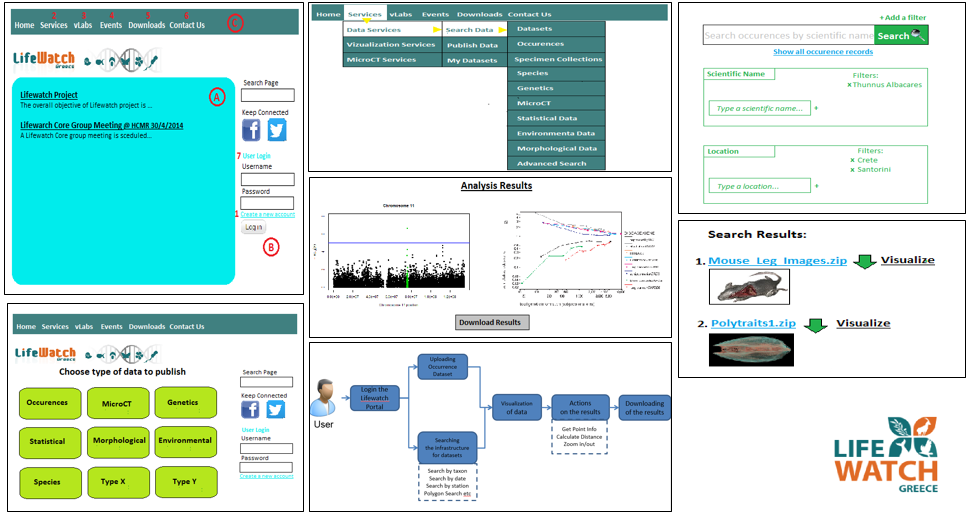 2 3 4 5 6 C
Home Services vLabs Events Downloads Contact Us
LifeWatch
Greece
A
Lifewatch Project
The overall objective of Lifewatch project is ...
Lifewarch Core Group Meeting @ HCMR 30/4/2014
A Lifewatch Core group meeting is sceduled...
Search Page
Keep Connected
7 User Login
Username
Password
1 Create a new account
Log in
B
Home Services vLabs Events Downloads Contact Us
Data Services Search Data Datasets
Vizualization Services Publish Data Occurences
MicroCT Services My Datasets Specimen Collections
Species
Genetics
MicroCT
Statistical Data
Environmenta Data
Morphological Data
Advanced Search
+Add a filter
Search occurences by scientific name Search
Show all occurence records
Scientific Name
Filters:
x Thunnus Albacares
Type a scientific name... +
Location
Filters:
x Crete
x Santorini
Type a location... +
Analysis Results
Chromosome 11
Chromosome 11 position
Download Results
Search Results:
1. Mouse_Leg_Images.zip Visualize
2. Polytraits1.zip Visualize
Home Services vLabs Events Downloads Contact Us
LifeWatch
Greece
Choose type of data to publish
Occurences MicroCT Genetics
Statistical Morphological Environmental
Species Type X Type Y
Search Page
Keep Connected
User Login
Username
Password
Create a new account
User
Login the
Lifewatch
Portal
Uploading
Occurrence
Dataset
Searching
the infrastructure
for datasets
Search by taxon
Search by date
Search by station
Polygon Search etc
Visualization
of data
Actions
on the results
Get Point Info
Calculate Distance
Zoom in/out
Downloading
of the results
LIFE
WATCH
GREECE